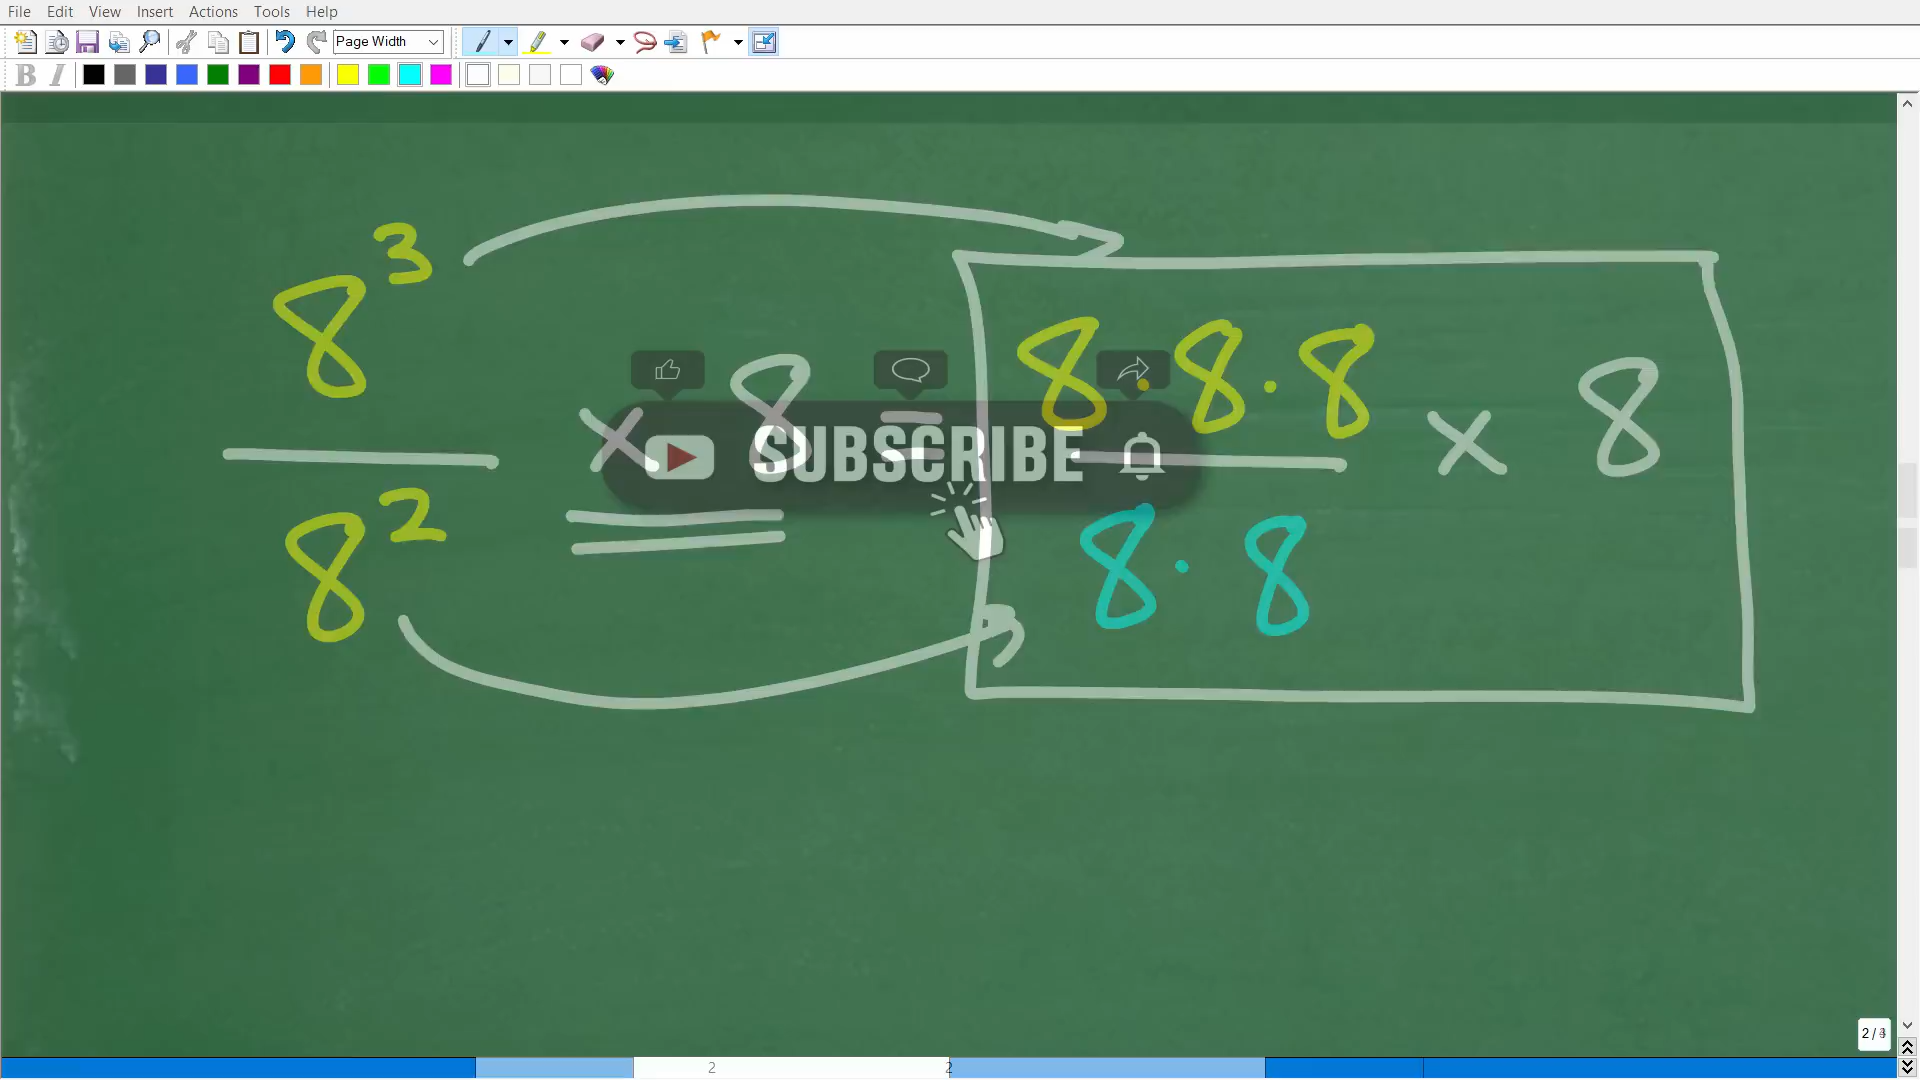 File Edit View Insert Actions Tools Help
Page Width
B I
8³/8² × 8 = 8·8·8/8·8 × 8
SUBSCRIBE
2 /
2 2